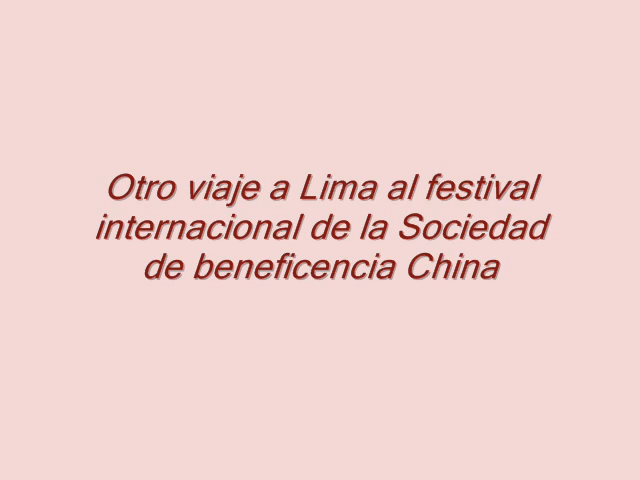 Otro viaje a Lima al festival
internacional de la Sociedad
de beneficencia China